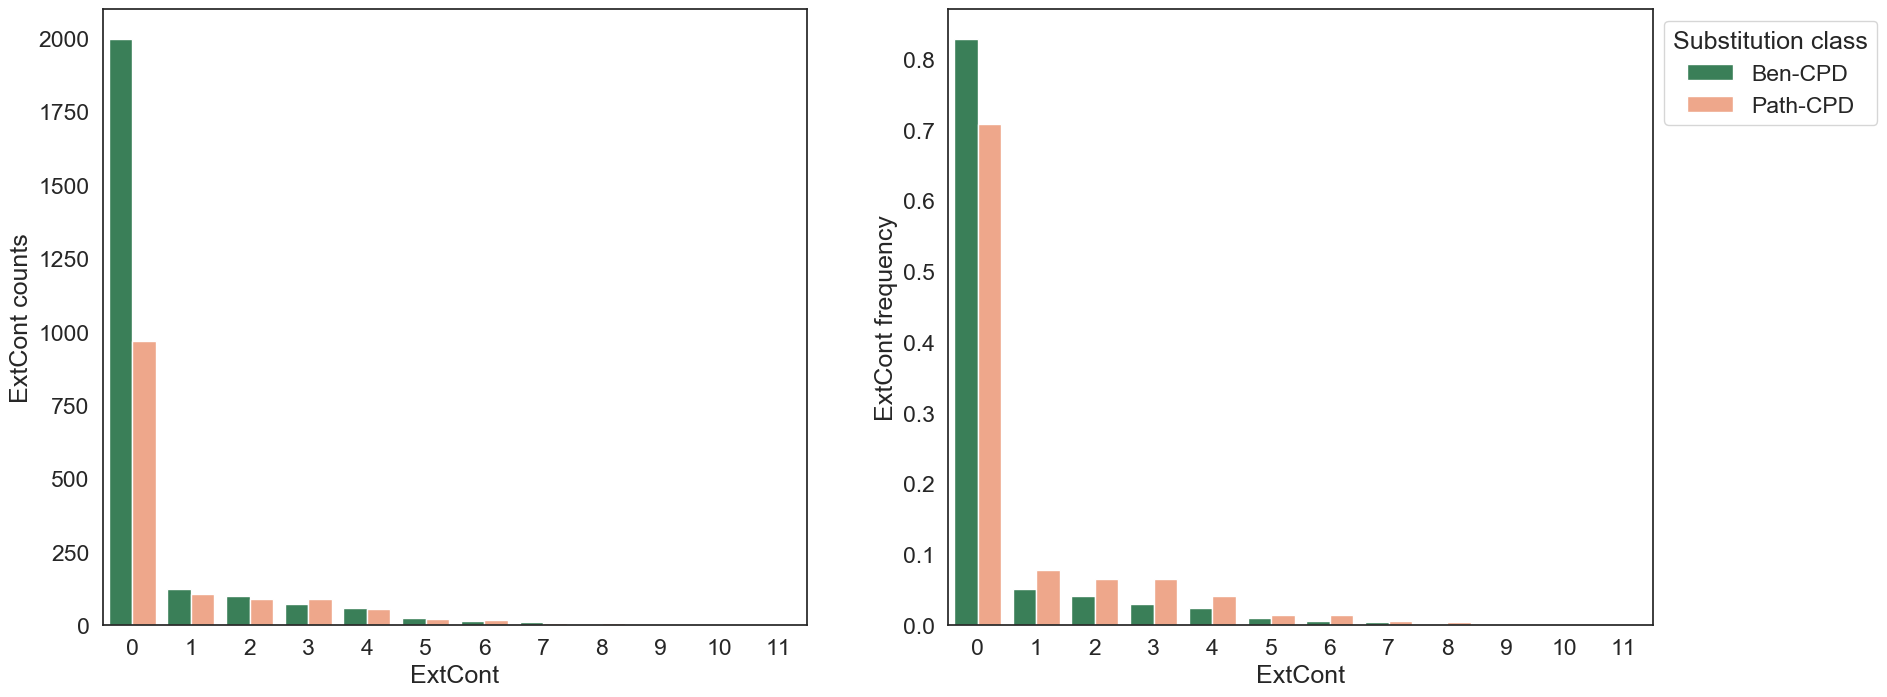 2000
1750
1500
1250
1000
750
500
250
0
ExtCont counts
0 1 2 3 4 5 6 7 8 9 10 11
ExtCont
0.8
0.7
0.6
0.5
0.4
0.3
0.2
0.1
0.0
ExtCont frequency
0 1 2 3 4 5 6 7 8 9 10 11
ExtCont
Substitution class
Ben-CPD
Path-CPD